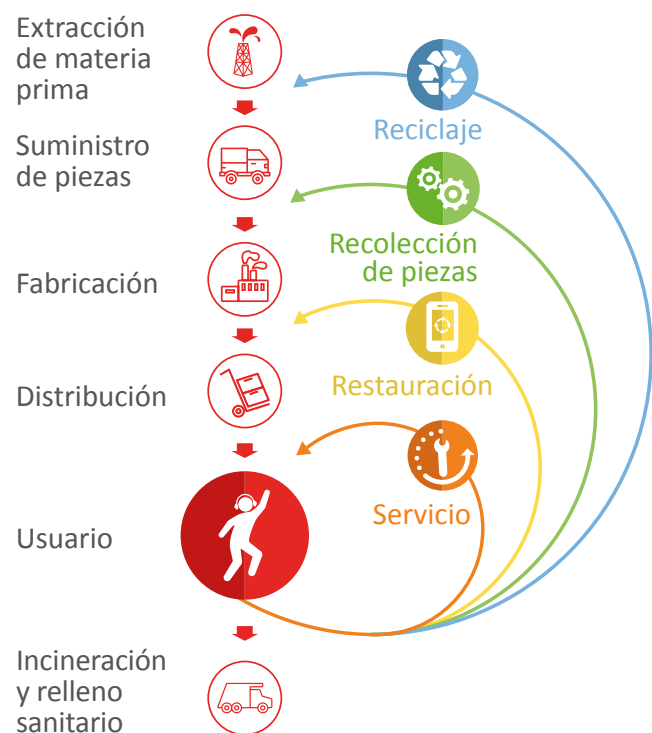 Extracción
de materia
prima
Reciclaje
Suministro
de piezas
Recolección
de piezas
Fabricación
Restauración
Distribución
Servicio
Usuario
Incineración
y relleno
sanitario